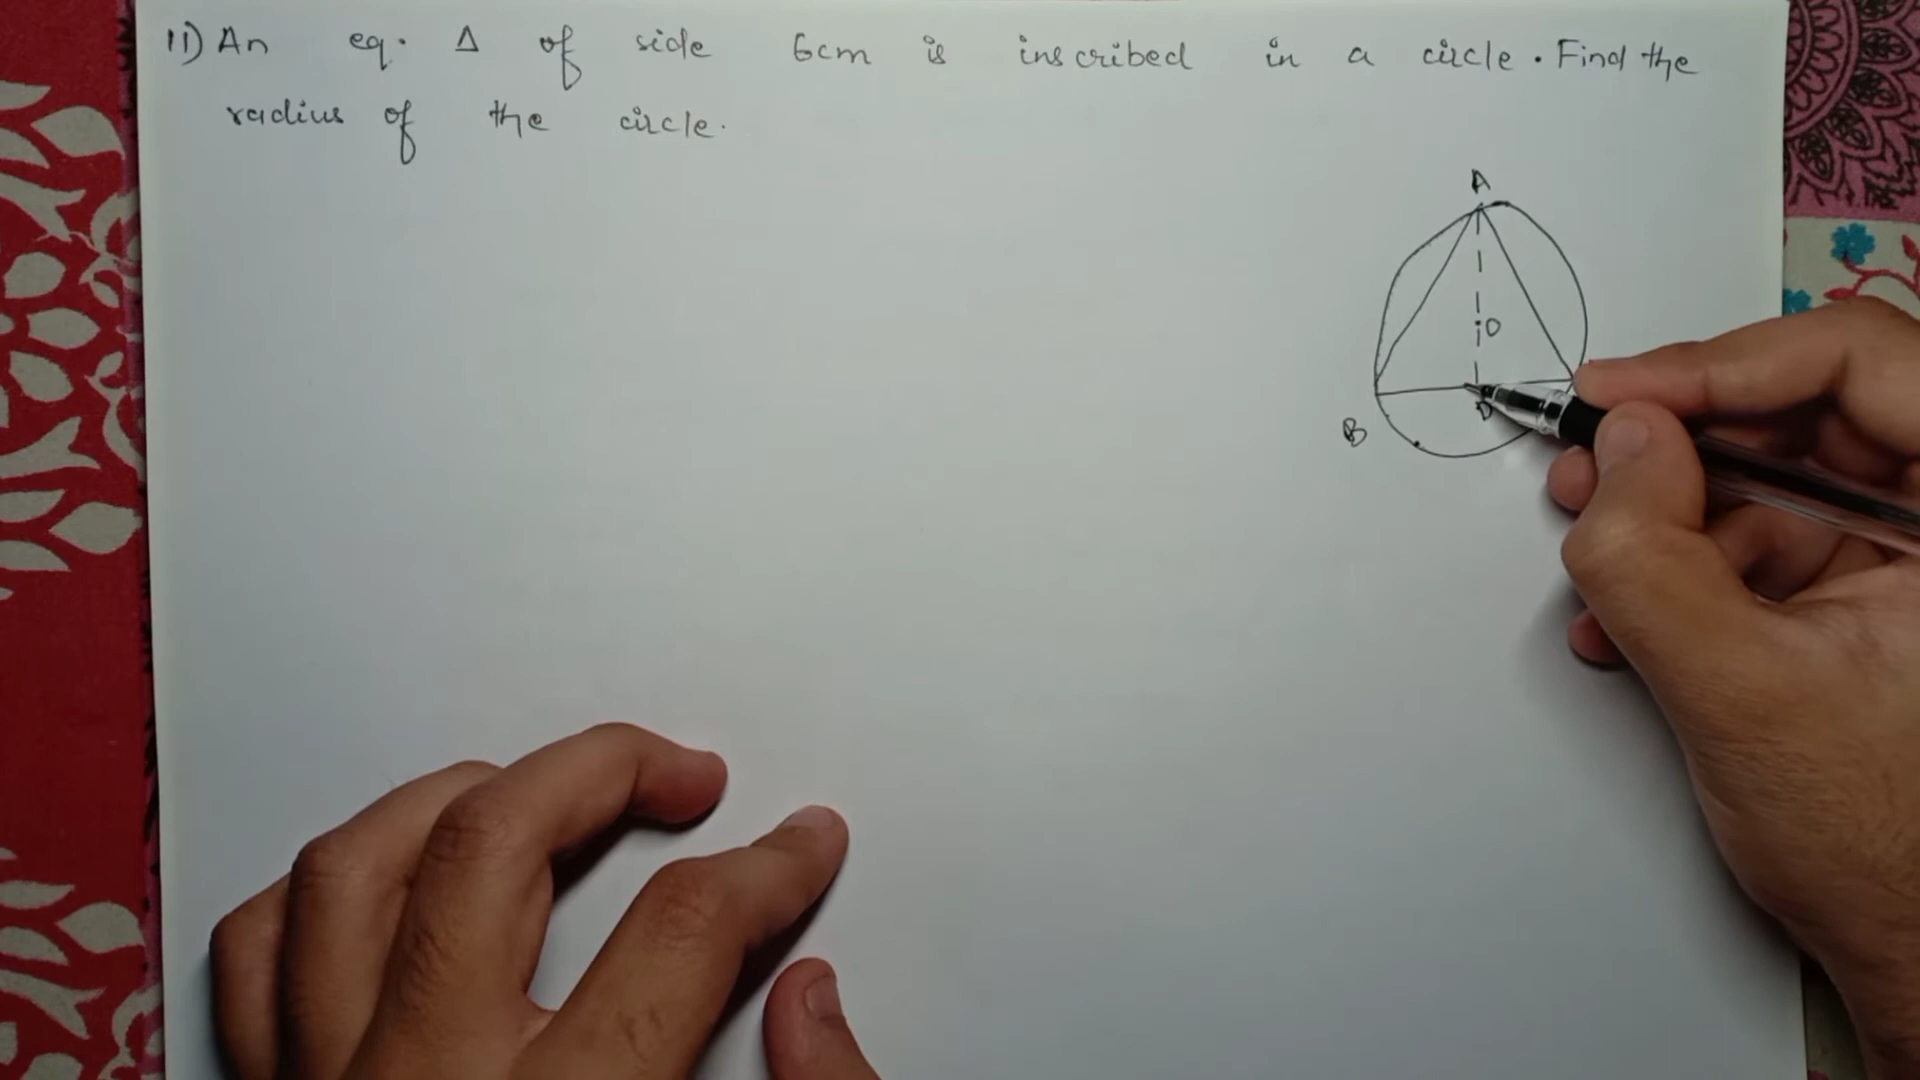 11) An eq. Δ of side 6cm is inscribed in a circle. Find the
radius of the circle.
A
O
D
B